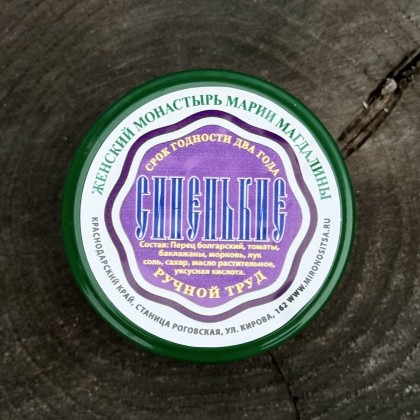 ЖЕНСКИЙ МОНАСТЫРЬ МАРИИ МАГДАЛИНЫ
СРОК ГОДНОСТИ ДВА ГОДА
СИНЕНЬКИЕ
Состав: Перец болгарский, томаты,
баклажаны, морковь, лук
соль, сахар, масло растительное,
уксусная кислота.
РУЧНОЙ ТРУД
КРАСНОДАРСКИЙ КРАЙ, СТАНИЦА РОГОВСКАЯ, УЛ. КИРОВА, 162 WWW.MIRONOSITSA.RU